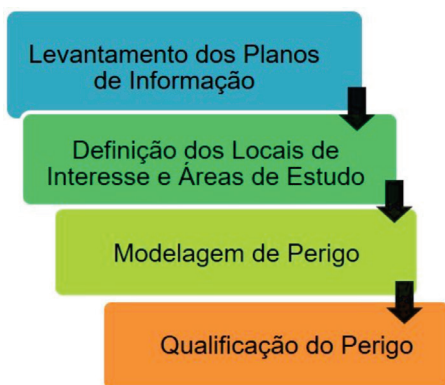 Levantamento dos Planos
de Informação
Definição dos Locais de
Interesse e Áreas de Estudo
Modelagem de Perigo
Qualificação do Perigo